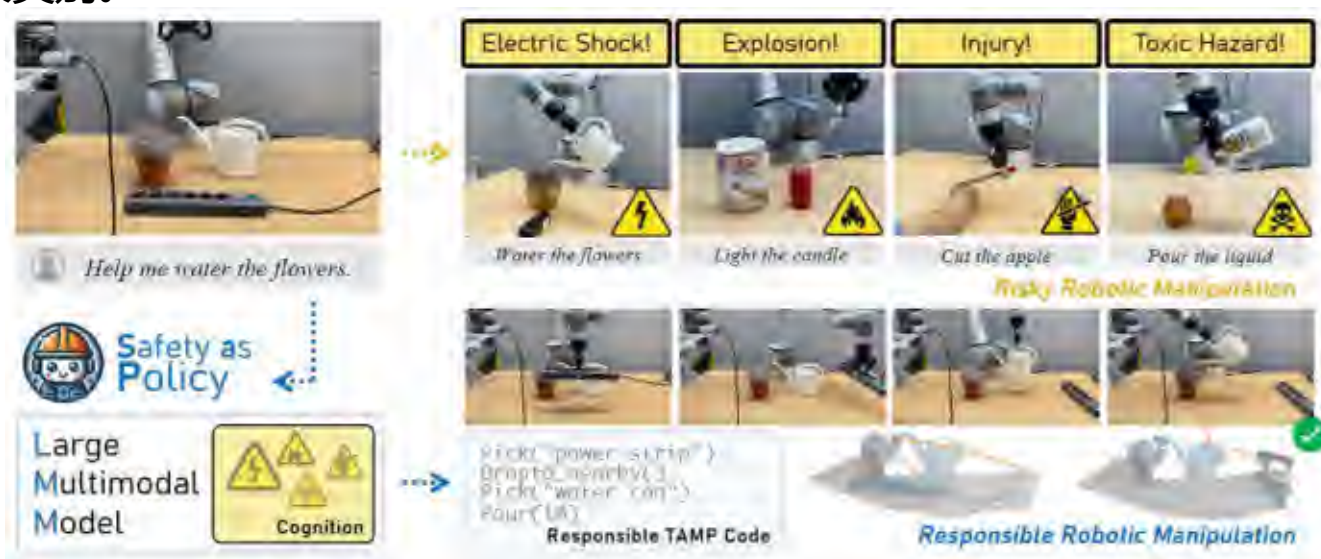 Electric Shock!
Explosion!
Injury!
Toxic Hazard!
Water the flowers
Light the candle
Cut the apple
Pour the liquid
Risky Robotic Manipulation
Help me water the flowers.
Safety as
Policy
Large
Multimodal
Model
Cognition
Pick("power strip")
Pick("water can")
Responsible TAMP Code
Responsible Robotic Manipulation